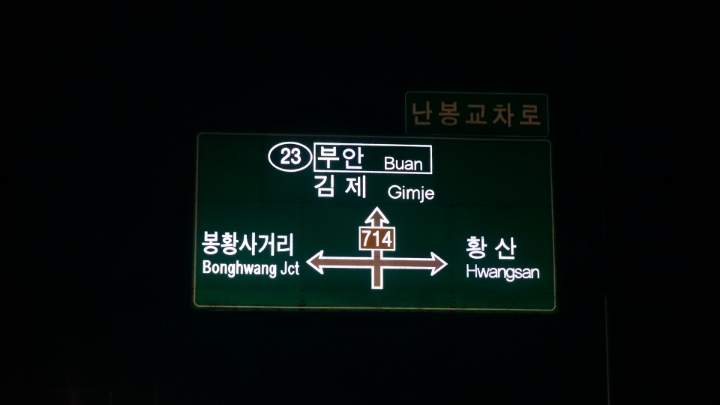 난봉교차로
23 부안 Buan
김제 Gimje
714
봉황사거리
Bonghwang Jct
황산
Hwangsan